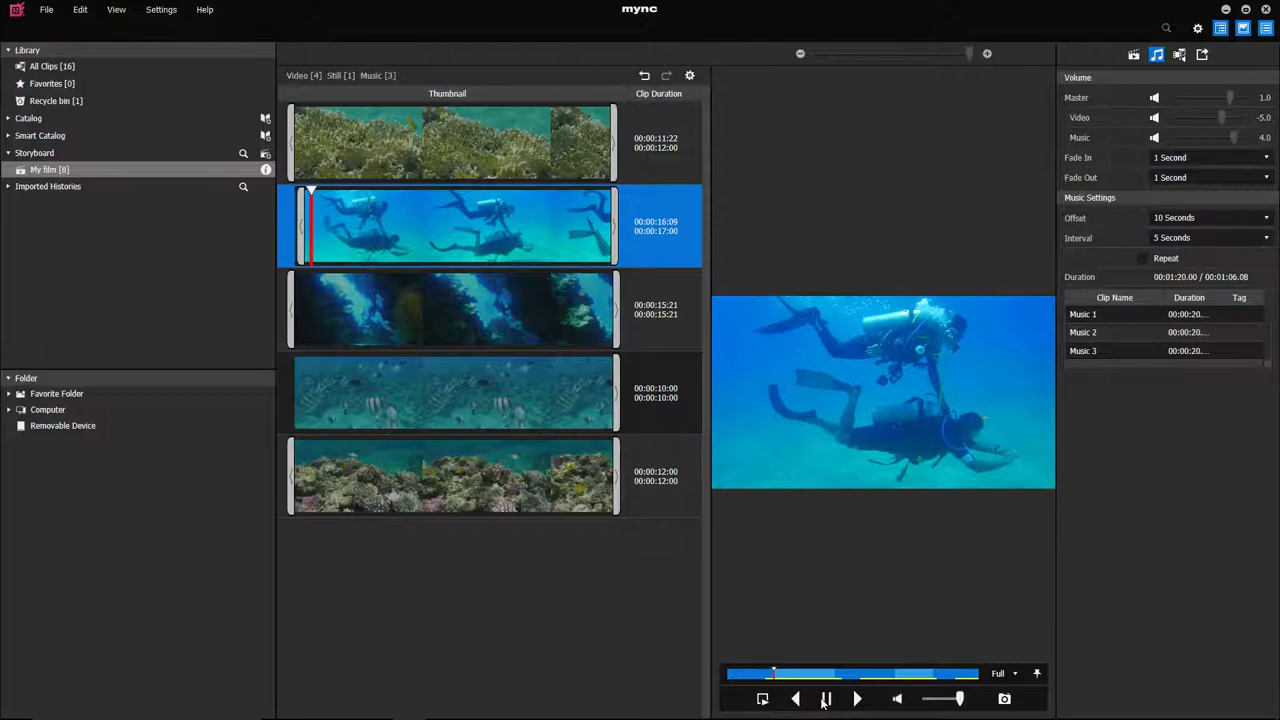 File Edit View Settings Help
mync
Library
All Clips [16]
Favorites [0]
Recycle bin [1]
Catalog
Smart Catalog
Storyboard
My film [8]
Imported Histories
Folder
Favorite Folder
Computer
Removable Device
Video [4] Still [1] Music [3]
Thumbnail Clip Duration
00:00:11:22
00:00:12:00
00:00:16:09
00:00:17:00
00:00:15:21
00:00:15:21
00:00:10:00
00:00:10:00
00:00:12:00
00:00:12:00
Full
Volume
Master 1.0
Video -5.0
Music 4.0
Fade In 1 Second
Fade Out 1 Second
Music Settings
Offset 10 Seconds
Interval 5 Seconds
Repeat
Duration 00:01:20.00 / 00:01:06.08
Clip Name Duration Tag
Music 1 00:00:20....
Music 2 00:00:20....
Music 3 00:00:20....